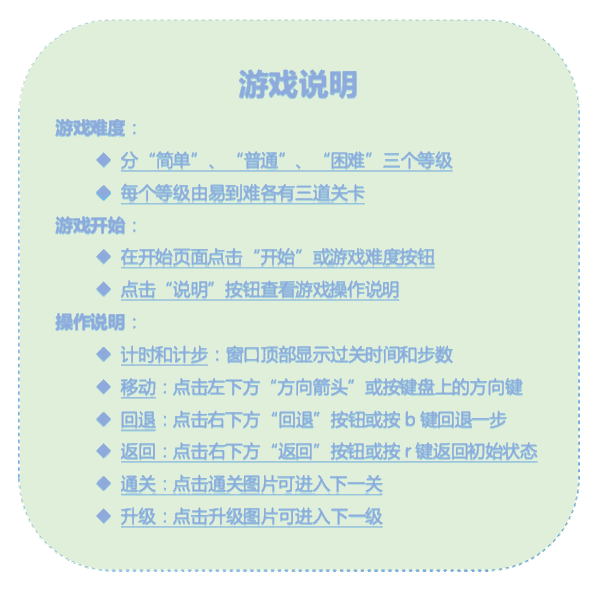 游戏说明
游戏难度：
◆ 分“简单”、“普通”、“困难”三个等级
◆ 每个等级由易到难各有三道关卡
游戏开始：
◆ 在开始页面点击“开始”或游戏难度按钮
◆ 点击“说明”按钮查看游戏操作说明
操作说明：
◆ 计时和计步：窗口顶部显示过关时间和步数
◆ 移动：点击左下方“方向箭头”或按键盘上的方向键
◆ 回退：点击右下方“回退”按钮或按 b 键回退一步
◆ 返回：点击右下方“返回”按钮或按 r 键返回初始状态
◆ 通关：点击通关图片可进入下一关
◆ 升级：点击升级图片可进入下一级